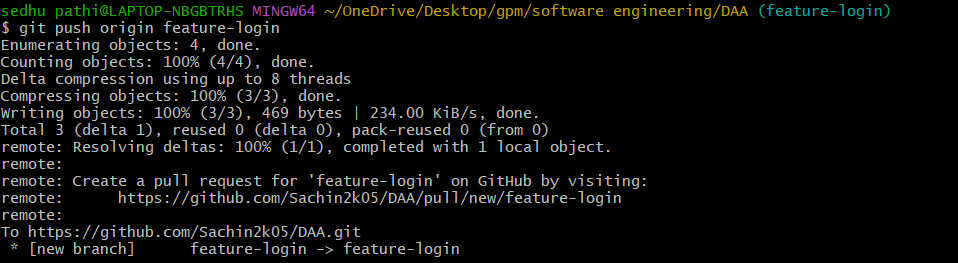 sedhu pathi@LAPTOP-NBGBTRHS MINGW64 ~/OneDrive/Desktop/gpm/software engineering/DAA (feature-login)
$ git push origin feature-login
Enumerating objects: 4, done.
Counting objects: 100% (4/4), done.
Delta compression using up to 8 threads
Compressing objects: 100% (3/3), done.
Writing objects: 100% (3/3), 469 bytes | 234.00 KiB/s, done.
Total 3 (delta 1), reused 0 (delta 0), pack-reused 0 (from 0)
remote: Resolving deltas: 100% (1/1), completed with 1 local object.
remote:
remote: Create a pull request for 'feature-login' on GitHub by visiting:
remote:      https://github.com/Sachin2k05/DAA/pull/new/feature-login
remote:
To https://github.com/Sachin2k05/DAA.git
 * [new branch]      feature-login -> feature-login